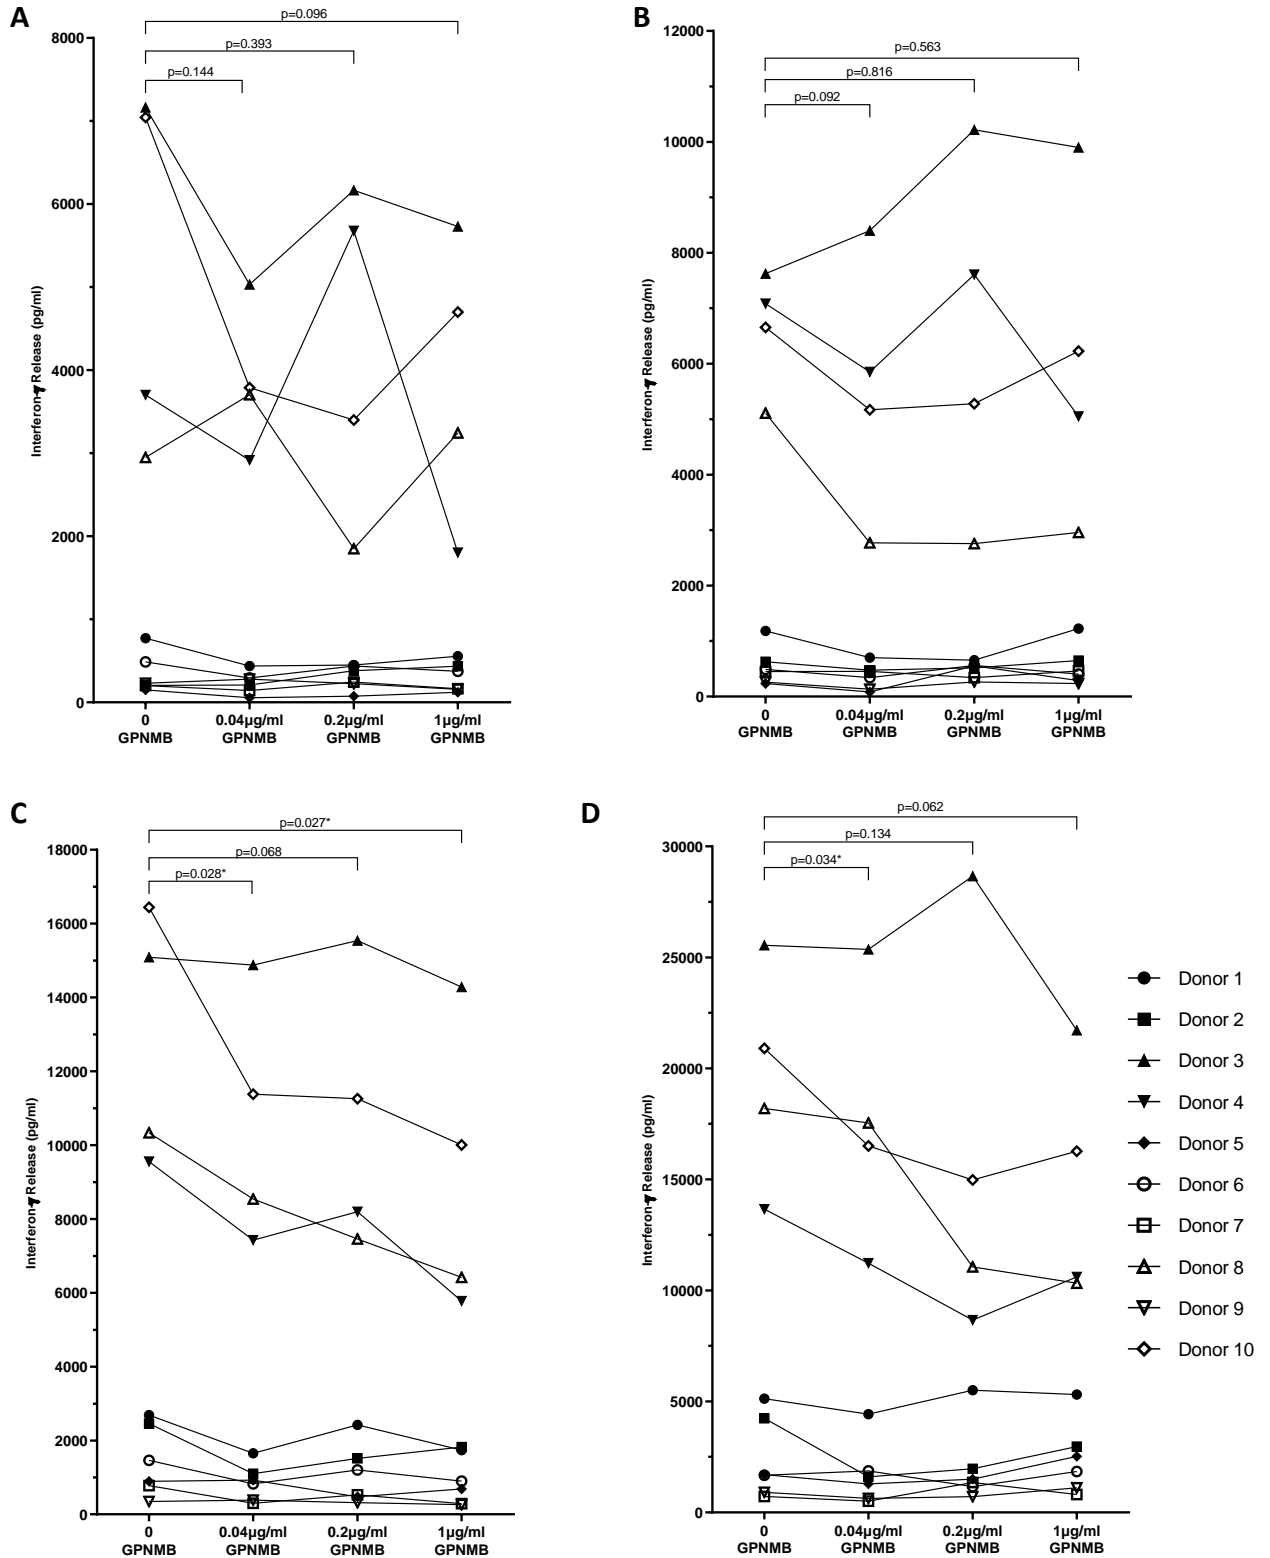 A
p=0.096
p=0.393
p=0.144
8000
6000
4000
2000
0
Interferon-γ Release (pg/ml)
0 GPNMB
0.04µg/ml GPNMB
0.2µg/ml GPNMB
1µg/ml GPNMB
B
p=0.563
p=0.816
p=0.092
12000
10000
8000
6000
4000
2000
0
Interferon-γ Release (pg/ml)
0 GPNMB
0.04µg/ml GPNMB
0.2µg/ml GPNMB
1µg/ml GPNMB
C
p=0.027*
p=0.068
p=0.028*
18000
16000
14000
12000
10000
8000
6000
4000
2000
0
Interferon-γ Release (pg/ml)
0 GPNMB
0.04µg/ml GPNMB
0.2µg/ml GPNMB
1µg/ml GPNMB
D
p=0.062
p=0.134
p=0.034*
30000
25000
20000
15000
10000
5000
0
Interferon-γ Release (pg/ml)
0 GPNMB
0.04µg/ml GPNMB
0.2µg/ml GPNMB
1µg/ml GPNMB
Donor 1
Donor 2
Donor 3
Donor 4
Donor 5
Donor 6
Donor 7
Donor 8
Donor 9
Donor 10